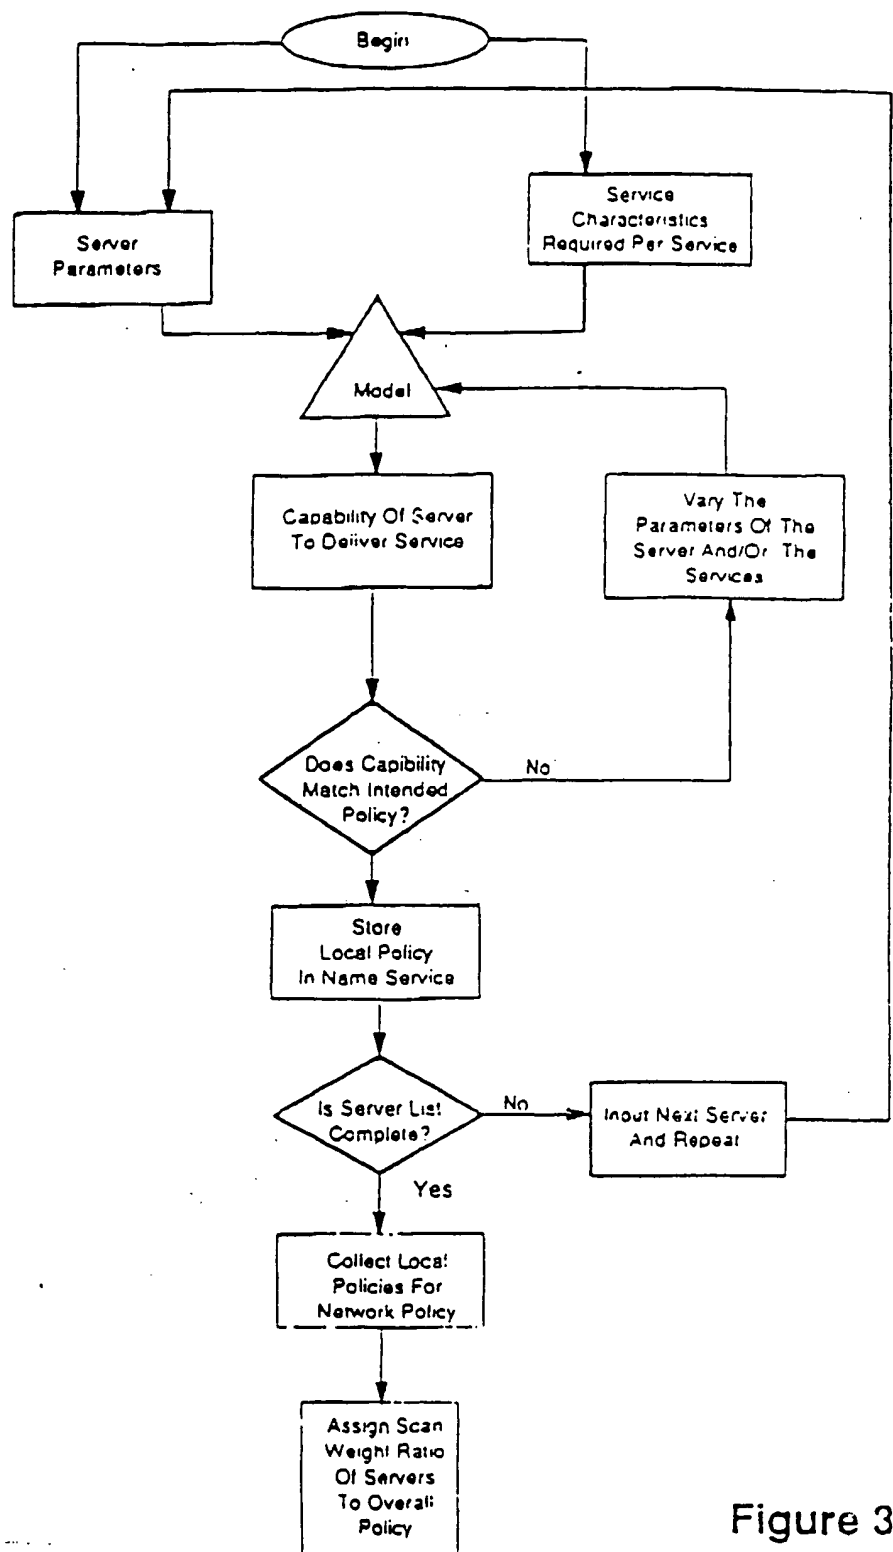 Begin
Server
Parameters
Service
Characteristics
Required Per Service
Model
Capability Of Server
To Deliver Service
Vary The
Parameters Of The
Server And/Or The
Services
Does Capibility
Match Intended
Policy?
No
Store
Local Policy
In Name Service
Is Server List
Complete?
No
Input Next Server
And Repeat
Yes
Collect Local
Policies For
Network Policy
Assign Scan
Weight Ratio
Of Servers
To Overall
Policy
Figure 3